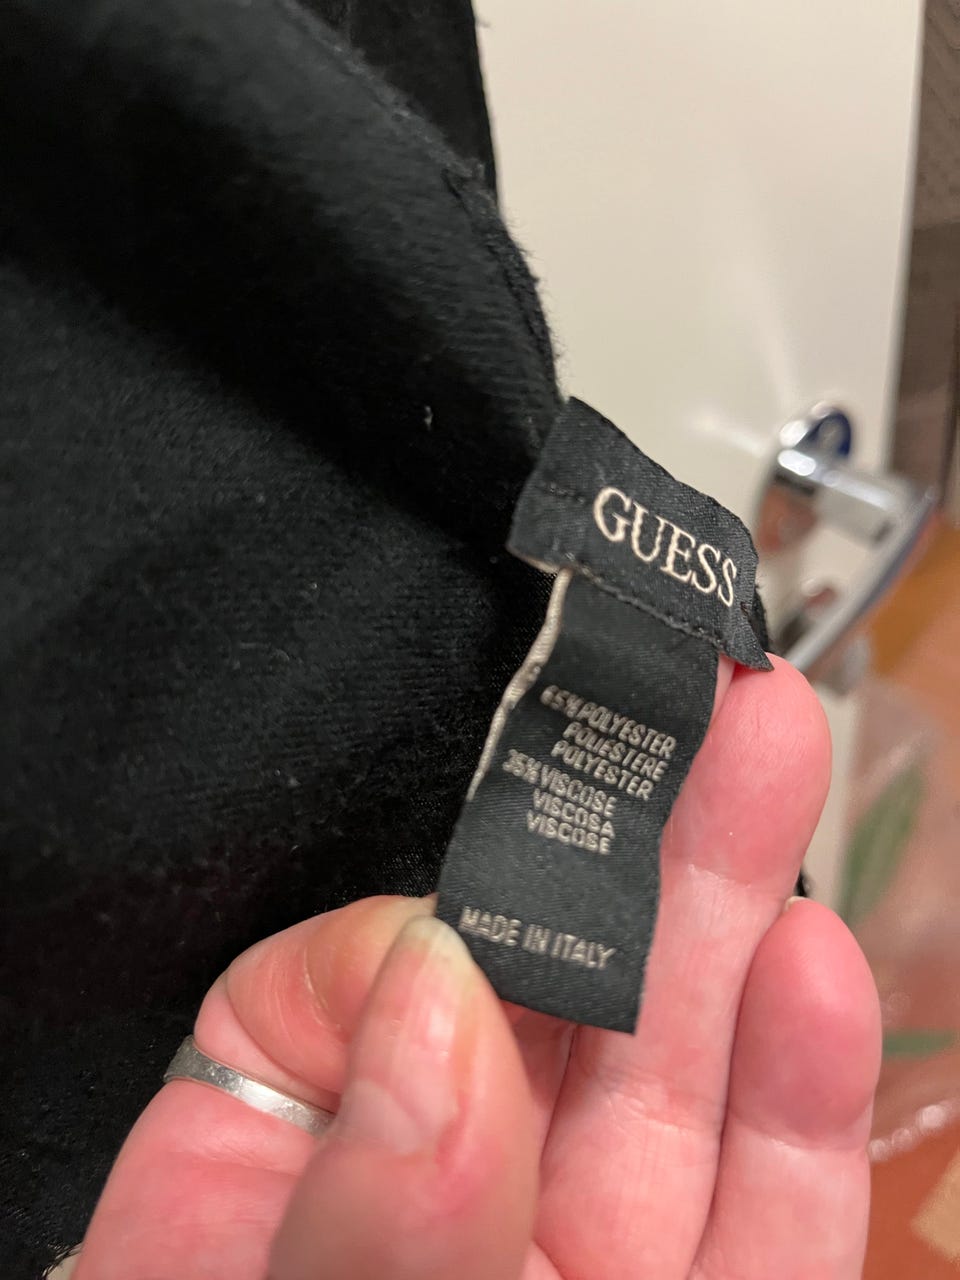 GUESS
65% POLYESTER
POLIESTERE
POLYESTER
35% VISCOSE
VISCOSA
VISCOSE
MADE IN ITALY